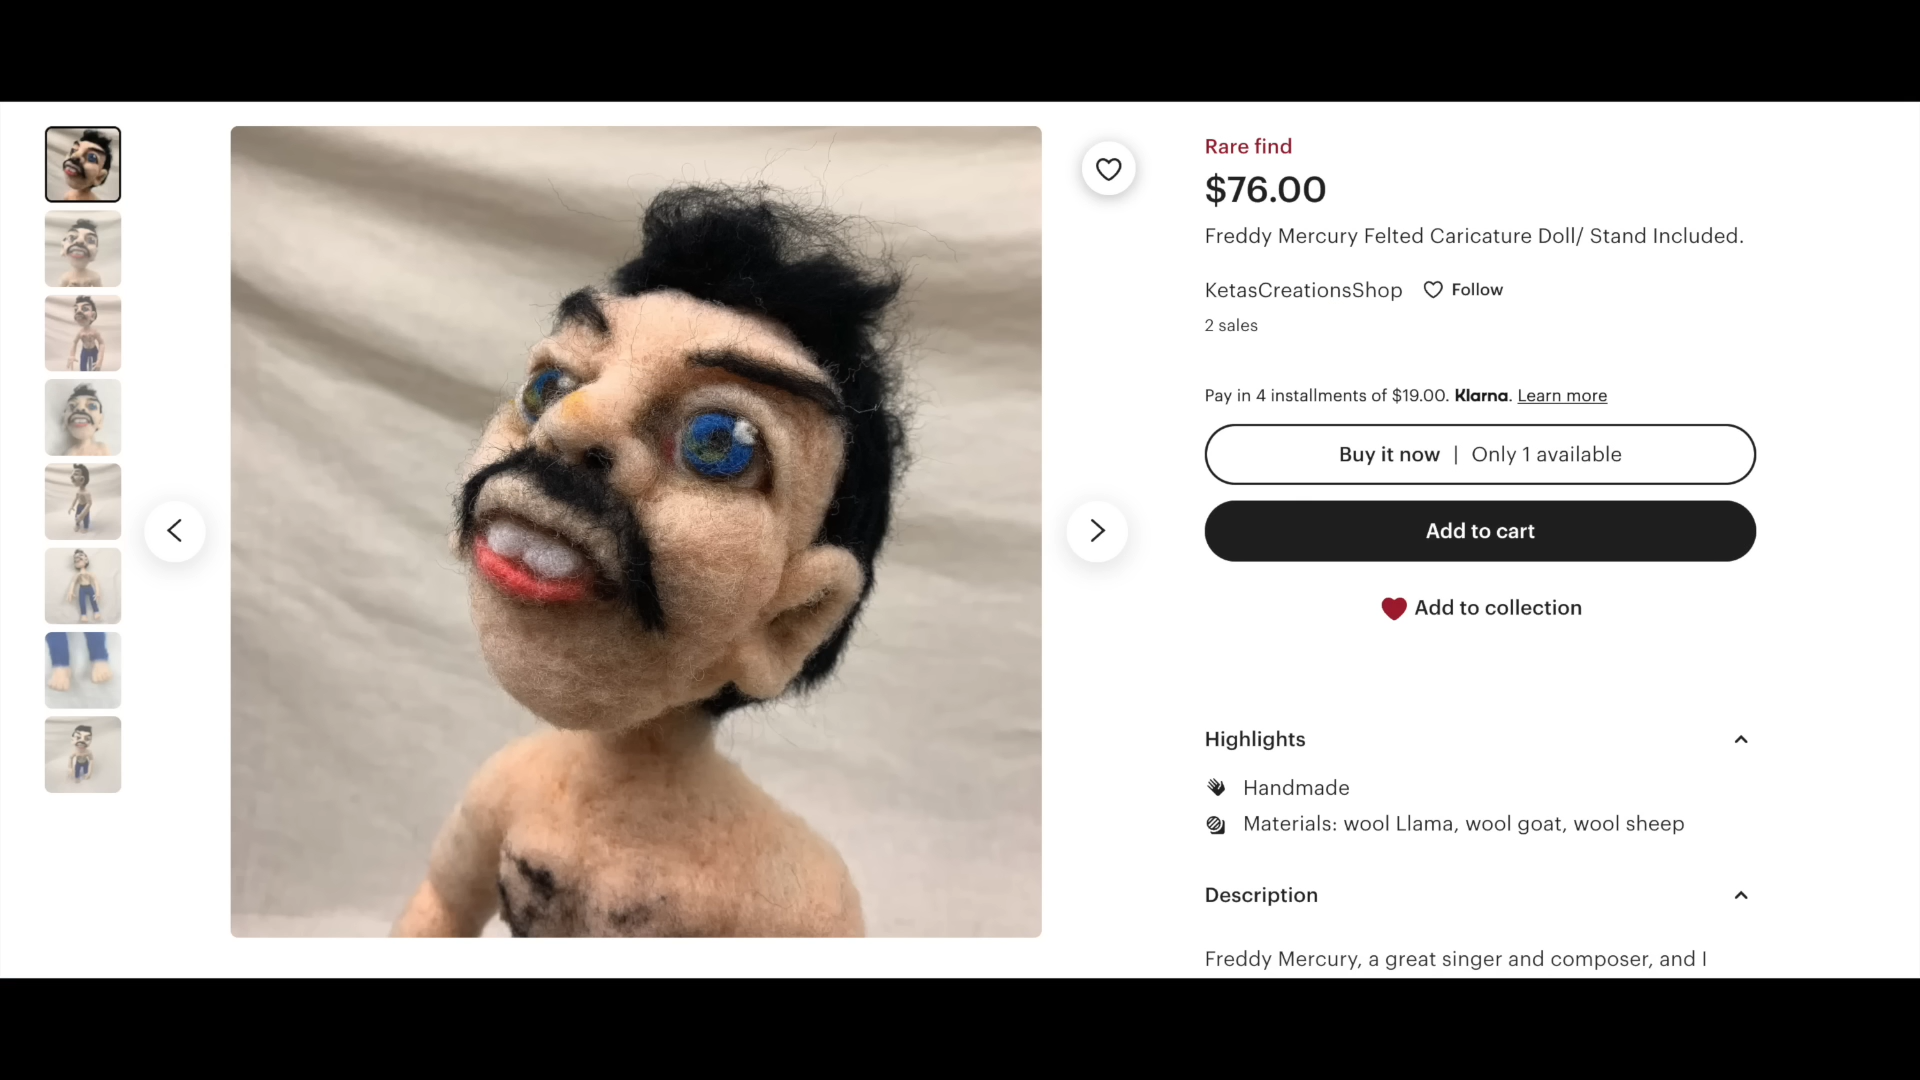 Rare find
$76.00
Freddy Mercury Felted Caricature Doll/ Stand Included.
KetasCreationsShop Follow
2 sales
Pay in 4 installments of $19.00. Klarna. Learn more
Buy it now | Only 1 available
Add to cart
Add to collection
Highlights
Handmade
Materials: wool Llama, wool goat, wool sheep
Description
Freddy Mercury, a great singer and composer, and I